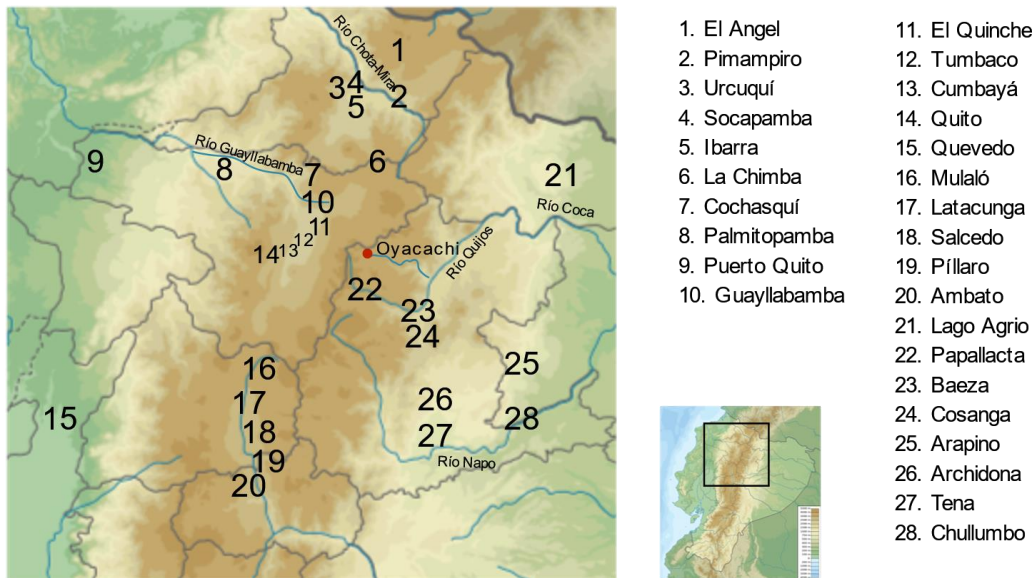 1
Río Chota-Mira
3
4
5
2
9
Río Guayllabamba
8
7
6
21
10
Río Coca
11
12
13
14
Oyacachi
Río Quijos
22
23
24
16
25
17
26
15
18
27
28
19
Río Napo
20
1. El Angel
2. Pimampiro
3. Urcuquí
4. Socapamba
5. Ibarra
6. La Chimba
7. Cochasquí
8. Palmitopamba
9. Puerto Quito
10. Guayllabamba
11. El Quinche
12. Tumbaco
13. Cumbayá
14. Quito
15. Quevedo
16. Mulaló
17. Latacunga
18. Salcedo
19. Píllaro
20. Ambato
21. Lago Agrio
22. Papallacta
23. Baeza
24. Cosanga
25. Arapino
26. Archidona
27. Tena
28. Chullumbo